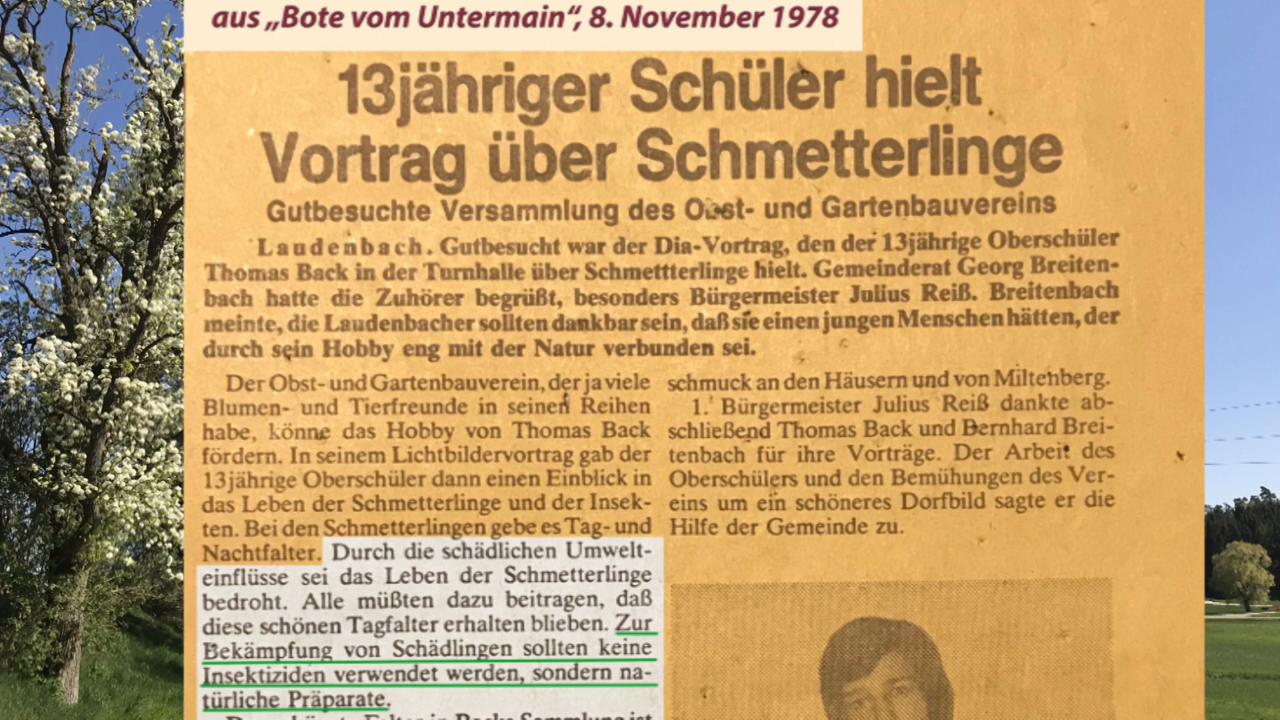 aus „Bote vom Untermain“, 8. November 1978
13jähriger Schüler hielt
Vortrag über Schmetterlinge
Gutbesuchte Versammlung des Obst- und Gartenbauvereins
Laudenbach. Gutbesucht war der Dia-Vortrag, den der 13jährige Oberschüler
Thomas Back in der Turnhalle über Schmettterlinge hielt. Gemeinderat Georg Breiten-
bach hatte die Zuhörer begrüßt, besonders Bürgermeister Julius Reiß. Breitenbach
meinte, die Laudenbacher sollten dankbar sein, daß sie einen jungen Menschen hätten, der
durch sein Hobby eng mit der Natur verbunden sei.
Der Obst- und Gartenbauverein, der ja viele
Blumen- und Tierfreunde in seinen Reihen
habe, könne das Hobby von Thomas Back
fördern. In seinem Lichtbildervortrag gab der
13jährige Oberschüler dann einen Einblick in
das Leben der Schmetterlinge und der Insek-
ten. Bei den Schmetterlingen gebe es Tag- und
Nachtfalter. Durch die schädlichen Umwelt-
einflüsse sei das Leben der Schmetterlinge
bedroht. Alle müßten dazu beitragen, daß
diese schönen Tagfalter erhalten blieben. Zur
Bekämpfung von Schädlingen sollten keine
Insektiziden verwendet werden, sondern na-
türliche Präparate.
schmuck an den Häusern und von Miltenberg.
1. Bürgermeister Julius Reiß dankte ab-
schließend Thomas Back und Bernhard Brei-
tenbach für ihre Vorträge. Der Arbeit des
Oberschülers und den Bemühungen des Ver-
eins um ein schöneres Dorfbild sagte er die
Hilfe der Gemeinde zu.